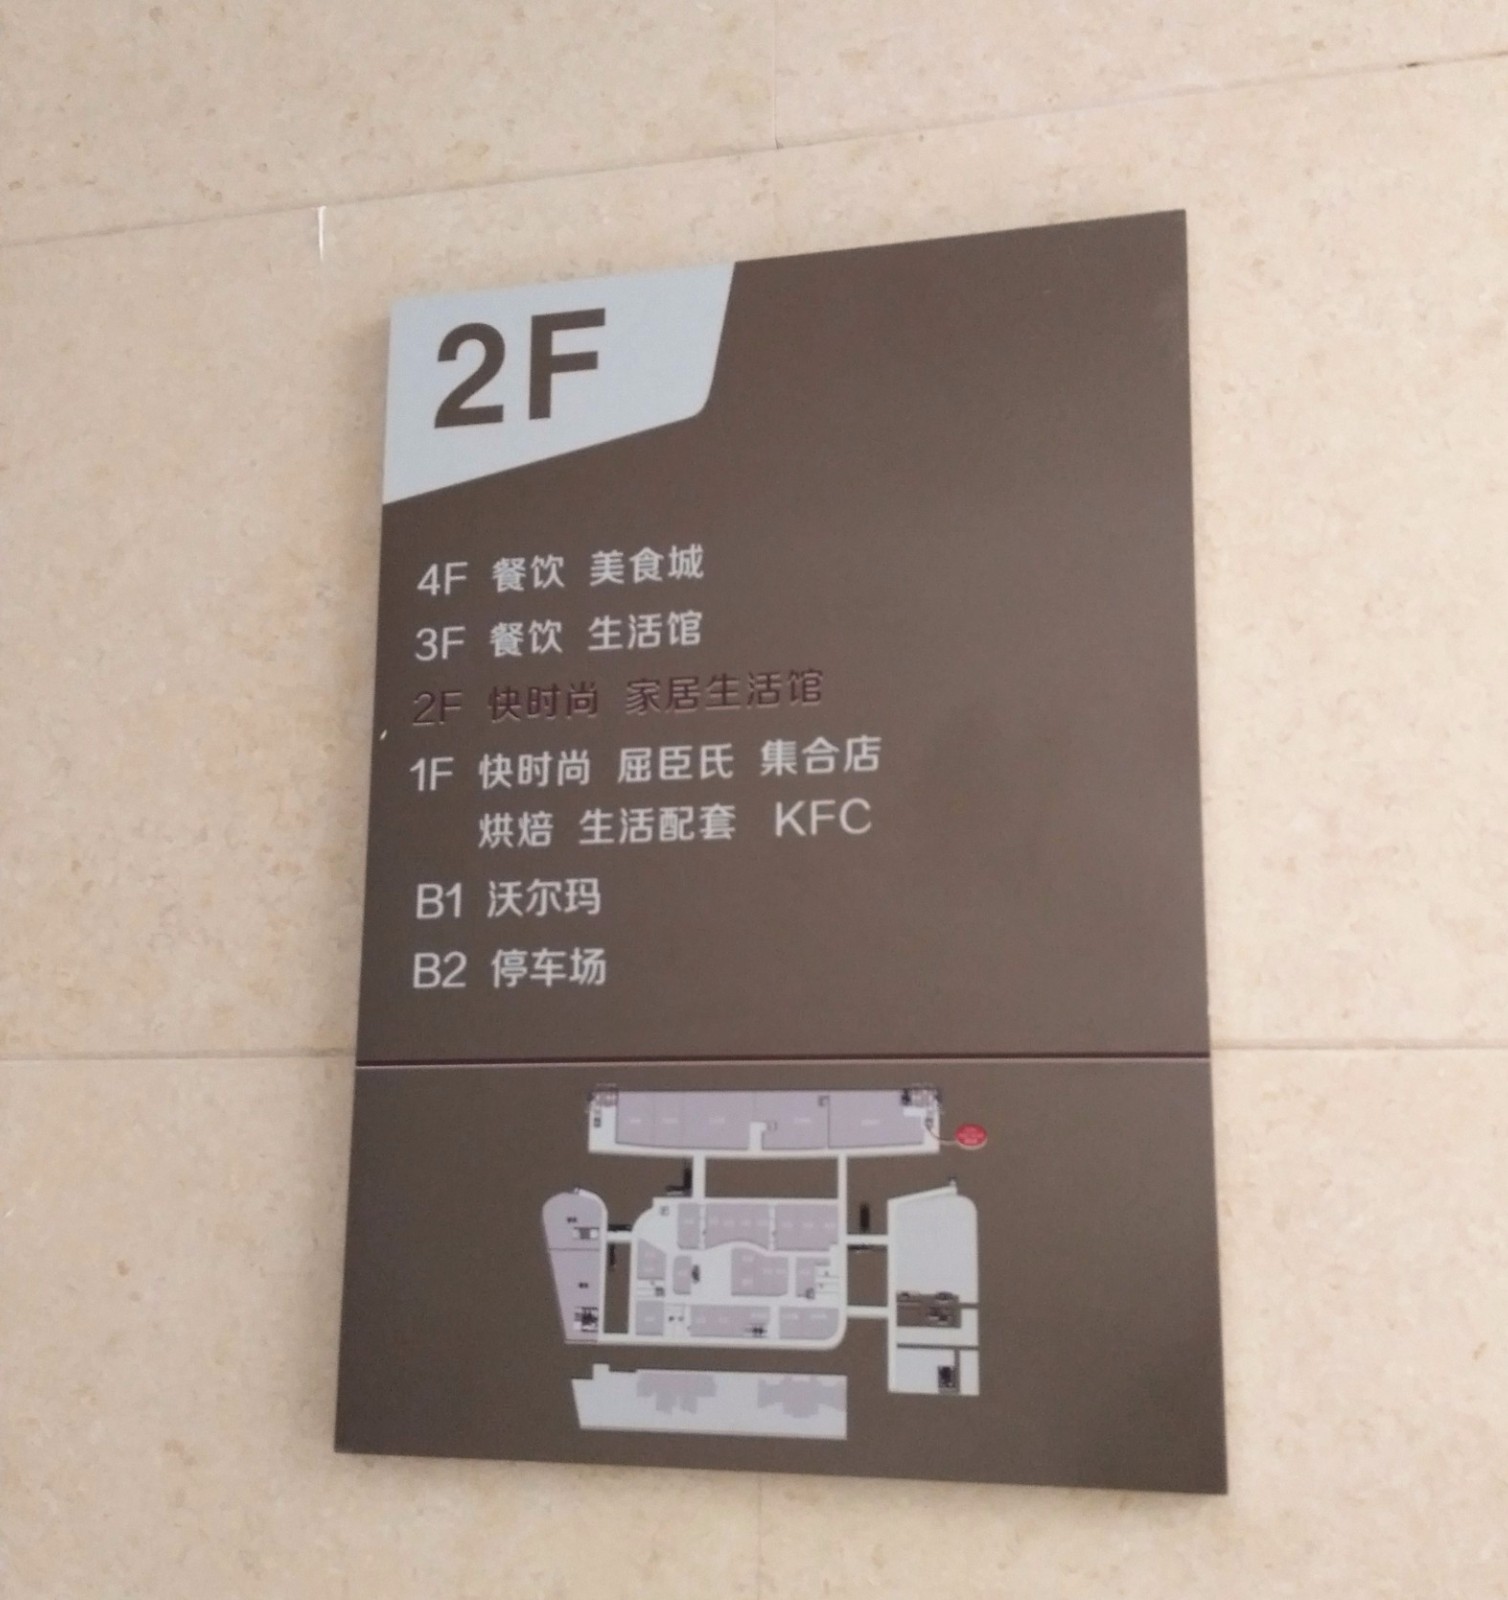 2F
4F 餐饮 美食城
3F 餐饮 生活馆
2F 快时尚 家居生活馆
1F 快时尚 屈臣氏 集合店
烘焙 生活配套 KFC
B1 沃尔玛
B2 停车场